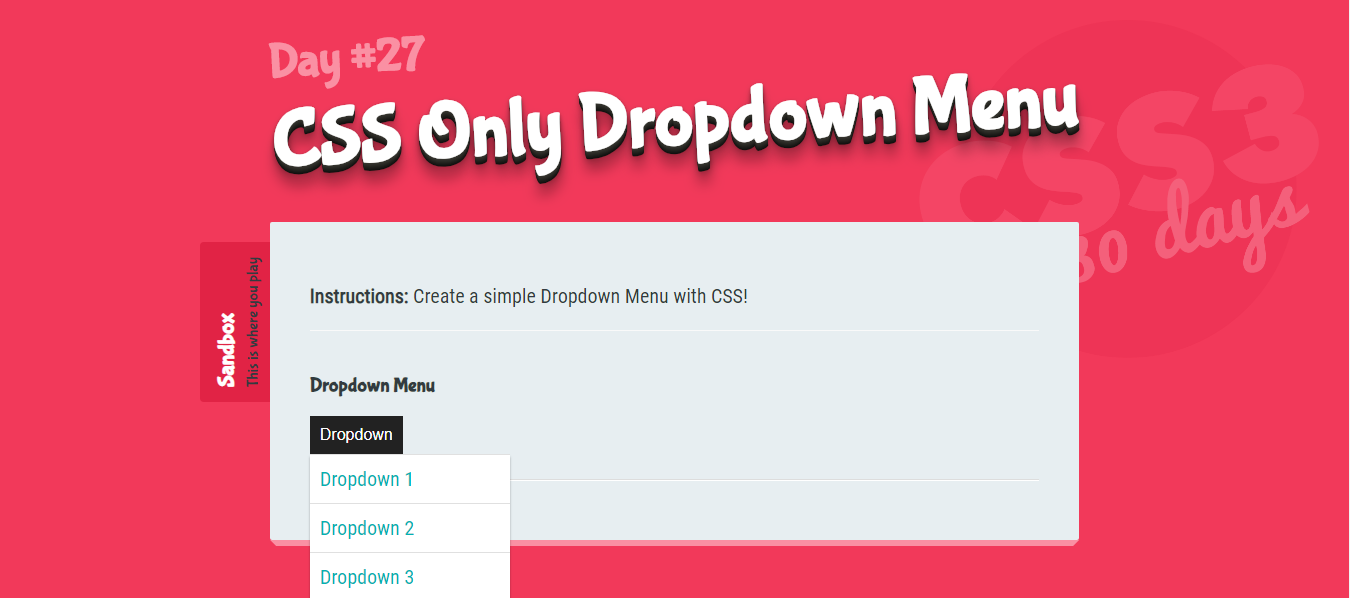 Day #27
CSS Only Dropdown Menu
CSS3
30 days
Sandbox
This is where you play
Instructions: Create a simple Dropdown Menu with CSS!
Dropdown Menu
Dropdown
Dropdown 1
Dropdown 2
Dropdown 3